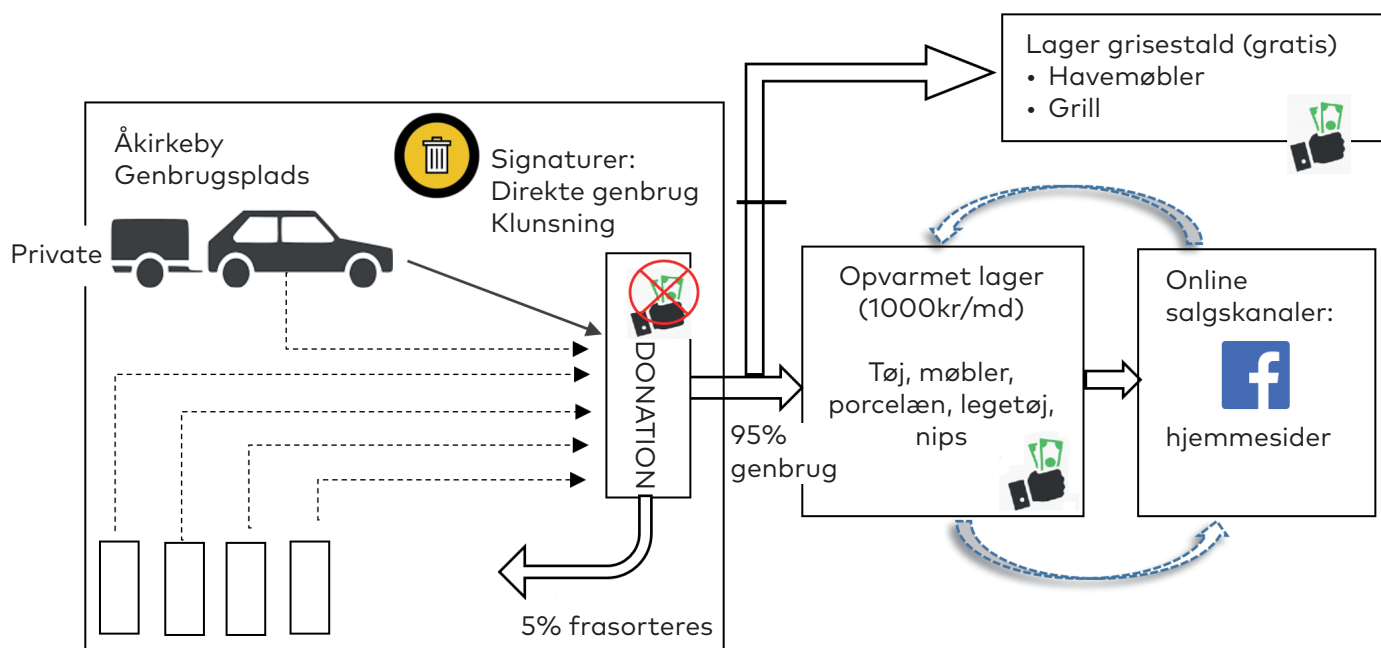 Lager grisestald (gratis)
• Havemøbler
• Grill
Åkirkeby
Genbrugsplads
Signaturer:
Direkte genbrug
Klunsning
Private
DONATION
95%
genbrug
5% frasorteres
Opvarmet lager
(1000kr/md)
Tøj, møbler,
porcelæn, legetøj,
nips
Online
salgskanaler:
f
hjemmesider